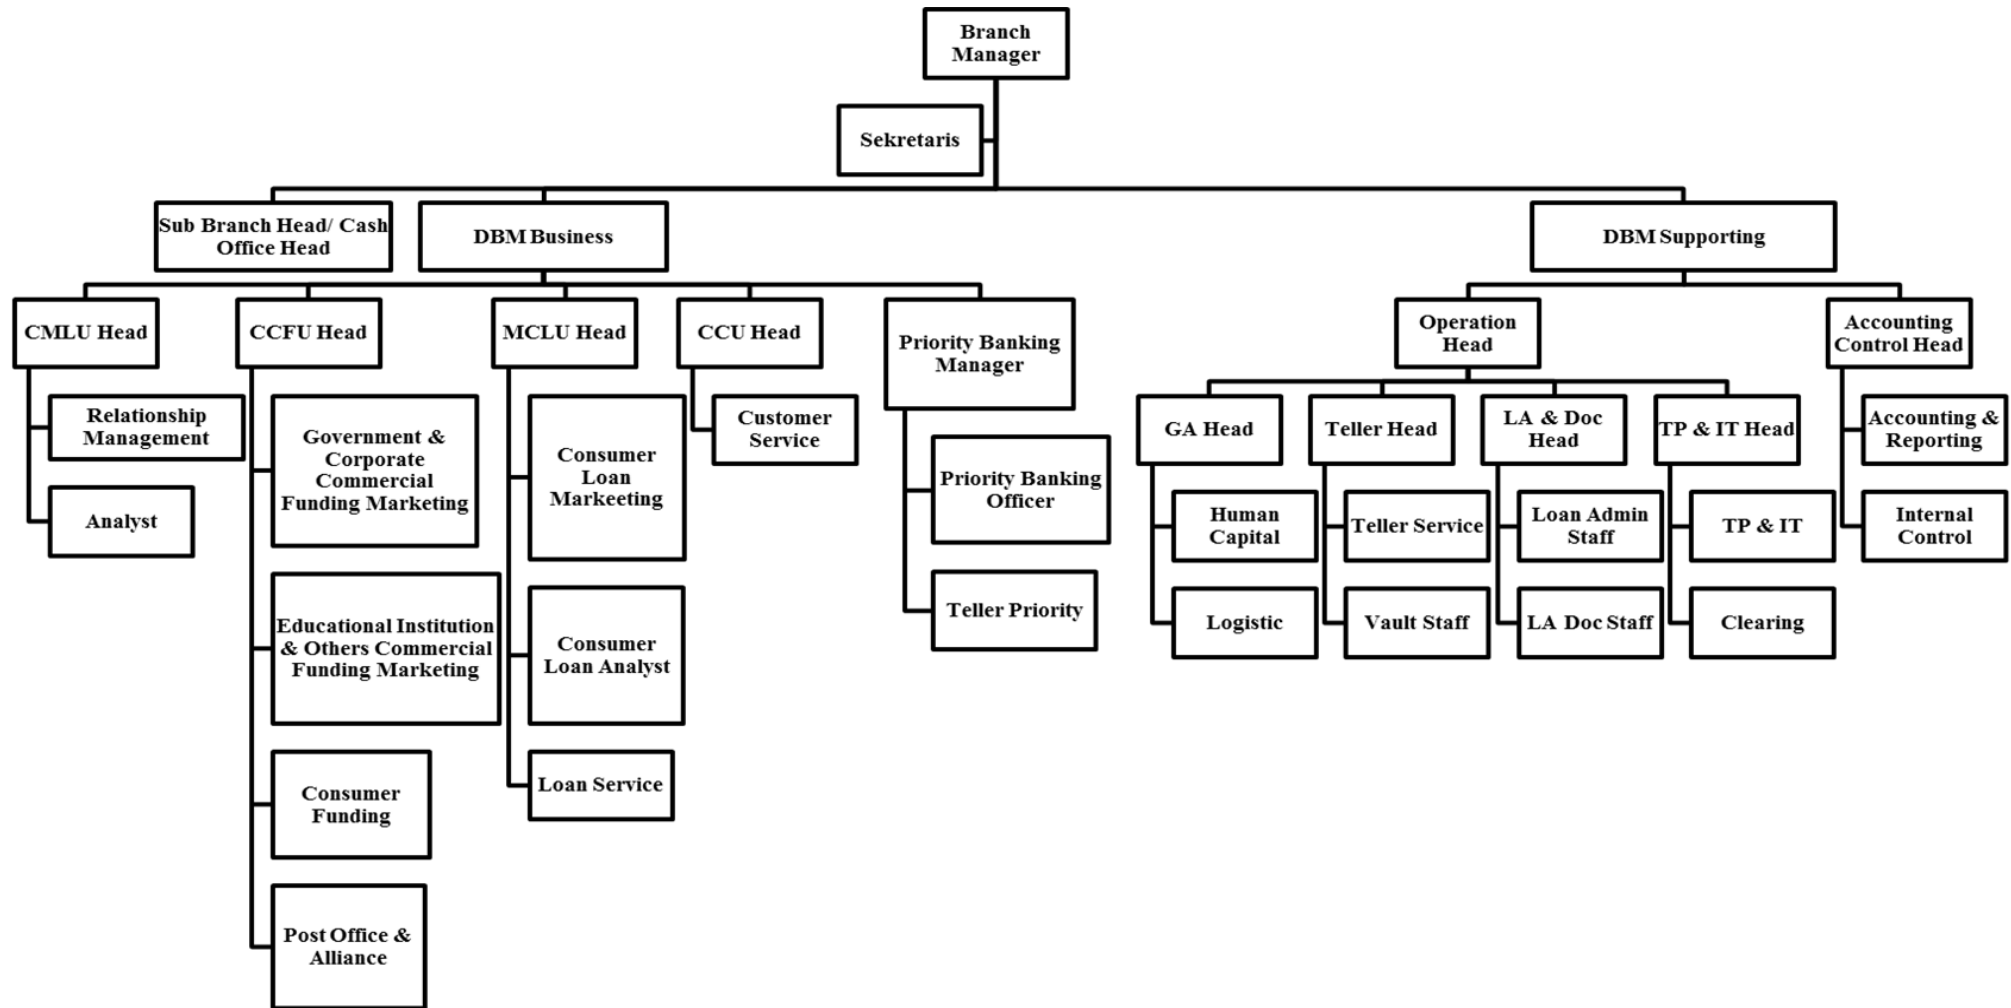 Branch
Manager
Sekretaris
Sub Branch Head/ Cash
Office Head
DBM Business
DBM Supporting
CMLU Head
CCFU Head
MCLU Head
CCU Head
Priority Banking
Manager
Operation
Head
Accounting
Control Head
Relationship
Management
Analyst
Government &
Corporate
Commercial
Funding Marketing
Educational Institution
& Others Commercial
Funding Marketing
Consumer
Funding
Post Office &
Alliance
Consumer
Loan
Markeeting
Consumer
Loan Analyst
Loan Service
Customer
Service
Priority Banking
Officer
Teller Priority
GA Head
Teller Head
LA & Doc
Head
TP & IT Head
Human
Capital
Logistic
Teller Service
Vault Staff
Loan Admin
Staff
LA Doc Staff
TP & IT
Clearing
Accounting &
Reporting
Internal
Control